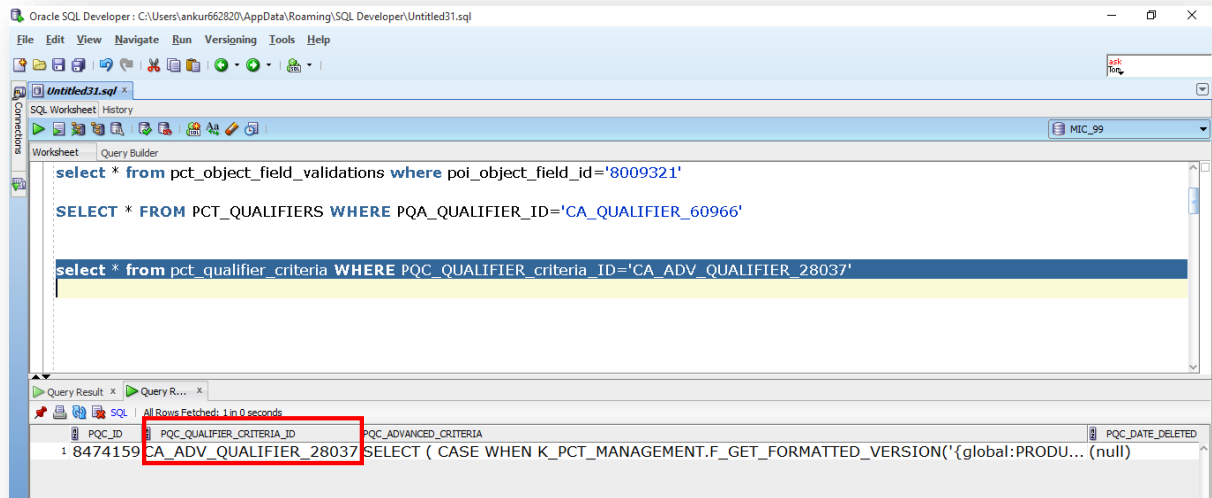 Oracle SQL Developer : C:\Users\ankur662820\AppData\Roaming\SQL Developer\Untitled31.sql
File Edit View Navigate Run Versioning Tools Help
ask
Tom
Untitled31.sql x
Connections
SQL Worksheet History
MIC_99
Worksheet Query Builder
select * from pct_object_field_validations where poi_object_field_id='8009321'
SELECT * FROM PCT_QUALIFIERS WHERE PQA_QUALIFIER_ID='CA_QUALIFIER_60966'
select * from pct_qualifier_criteria WHERE PQC_QUALIFIER_criteria_ID='CA_ADV_QUALIFIER_28037'
Query Result x Query R... x
SQL | All Rows Fetched: 1 in 0 seconds
PQC_ID PQC_QUALIFIER_CRITERIA_ID PQC_ADVANCED_CRITERIA PQC_DATE_DELETED
1 8474159 CA_ADV_QUALIFIER_28037 SELECT ( CASE WHEN K_PCT_MANAGEMENT.F_GET_FORMATTED_VERSION('{global:PRODU... (null)